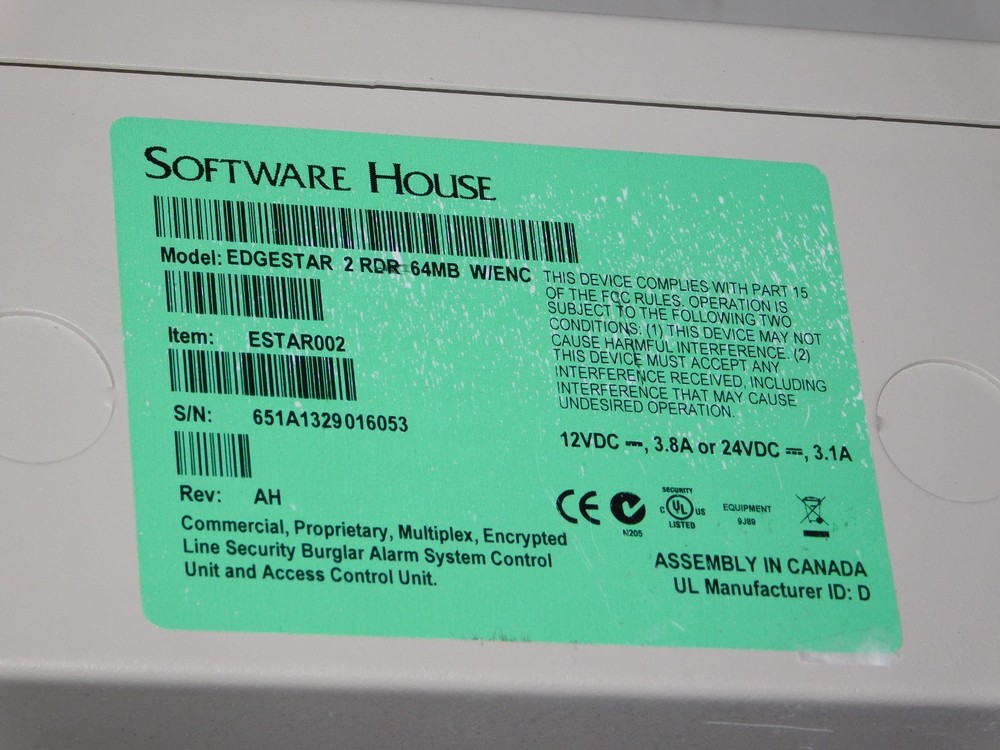 SOFTWARE HOUSE
Model: EDGESTAR 2 RDR 64MB W/ENC
Item: ESTAR002
S/N: 651A1329016053
Rev: AH
Commercial, Proprietary, Multiplex, Encrypted
Line Security Burglar Alarm System Control
Unit and Access Control Unit.
THIS DEVICE COMPLIES WITH PART 15
OF THE FCC RULES. OPERATION IS
SUBJECT TO THE FOLLOWING TWO
CONDITIONS: (1) THIS DEVICE MAY NOT
CAUSE HARMFUL INTERFERENCE. (2)
THIS DEVICE MUST ACCEPT ANY
INTERFERENCE RECEIVED, INCLUDING
INTERFERENCE THAT MAY CAUSE
UNDESIRED OPERATION.
12VDC ⎓, 3.8A or 24VDC ⎓, 3.1A
CE
N205
SECURITY
C UL US
LISTED
EQUIPMENT
9J89
ASSEMBLY IN CANADA
UL Manufacturer ID: D